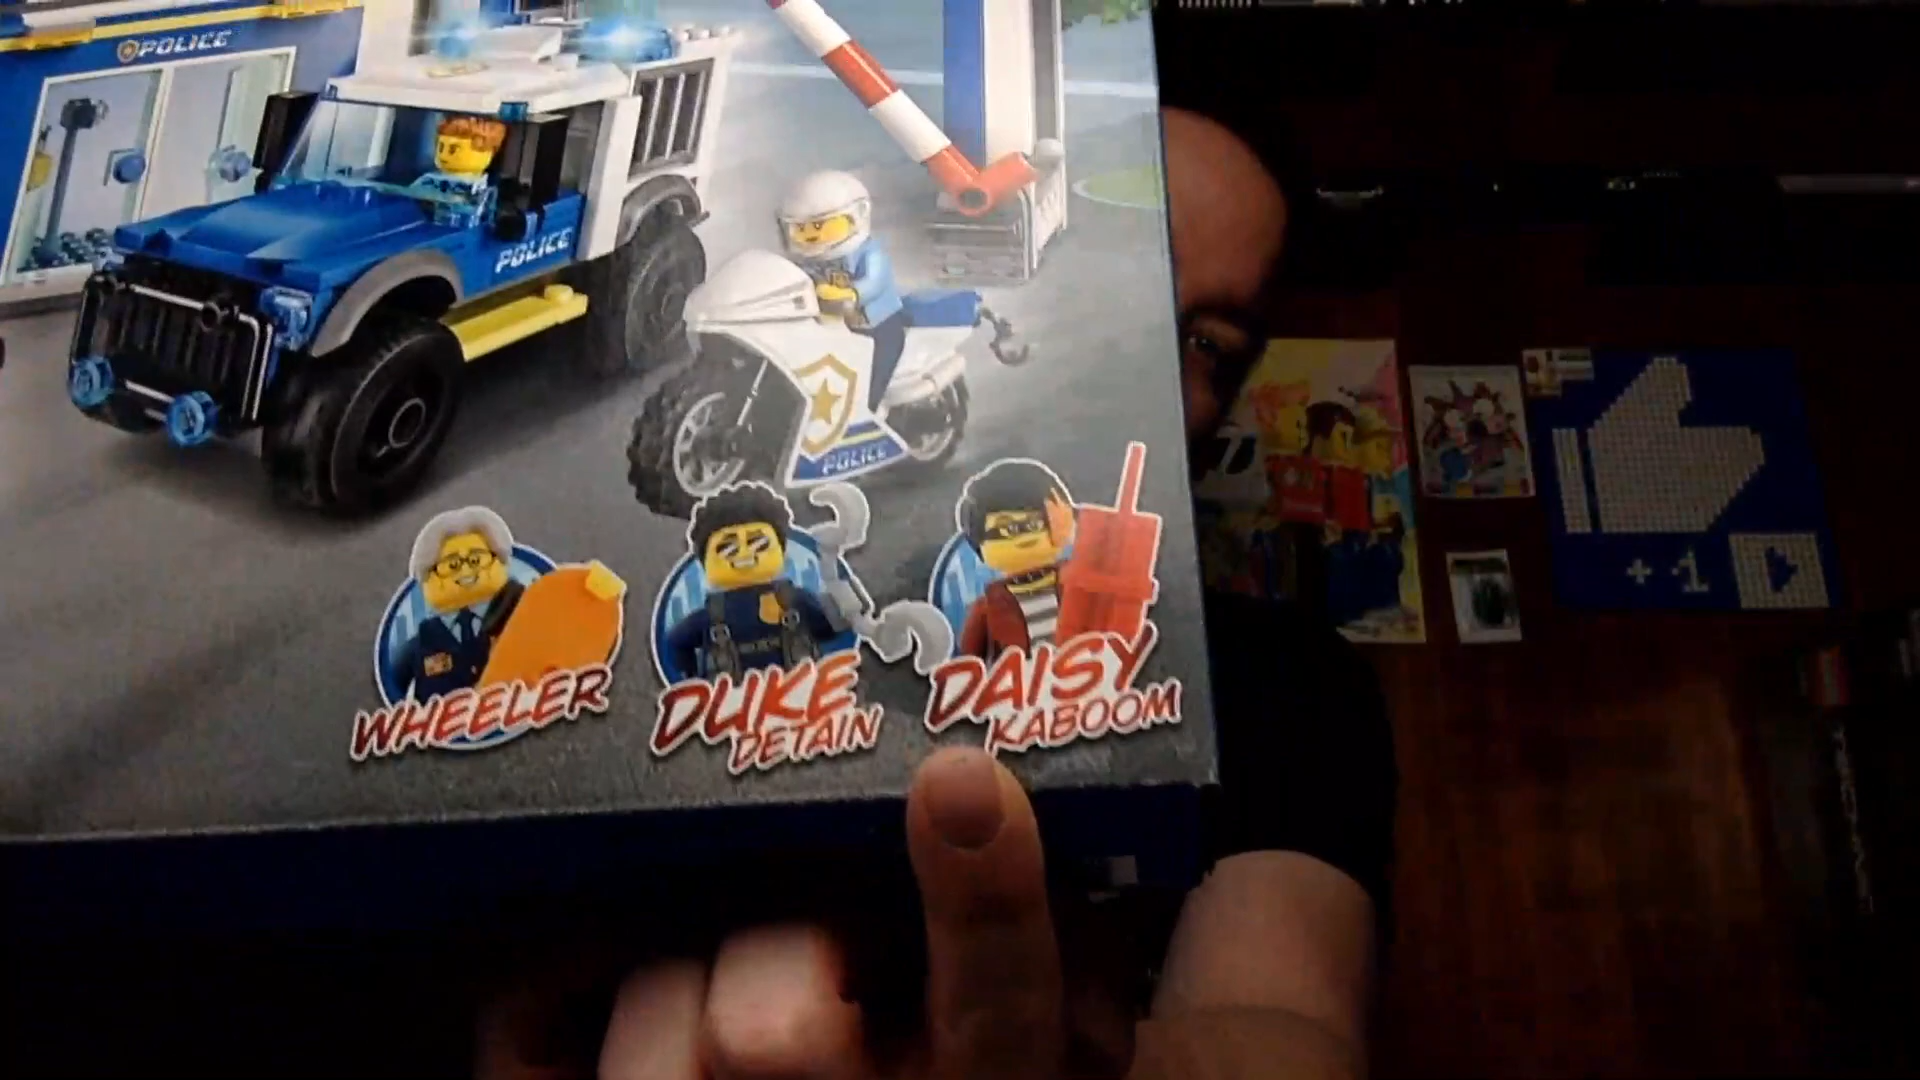 POLICE
POLICE
POLICE
WHEELER
DUKE
DETAIN
DAISY
KABOOM
+1